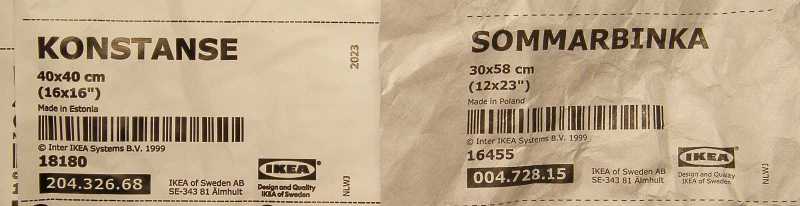 KONSTANSE
40x40 cm
(16x16")
Made in Estonia
© Inter IKEA Systems B.V. 1999
18180
204.326.68
IKEA of Sweden AB
SE-343 81 Älmhult
IKEA
Design and Quality
IKEA of Sweden
NLW3
2023
SOMMARBINKA
30x58 cm
(12x23")
Made in Poland
© Inter IKEA Systems B.V. 1999
16455
004.728.15
IKEA of Sweden AB
SE-343 81 Älmhult
IKEA
Design and Quality
IKEA of Sweden
NLW3